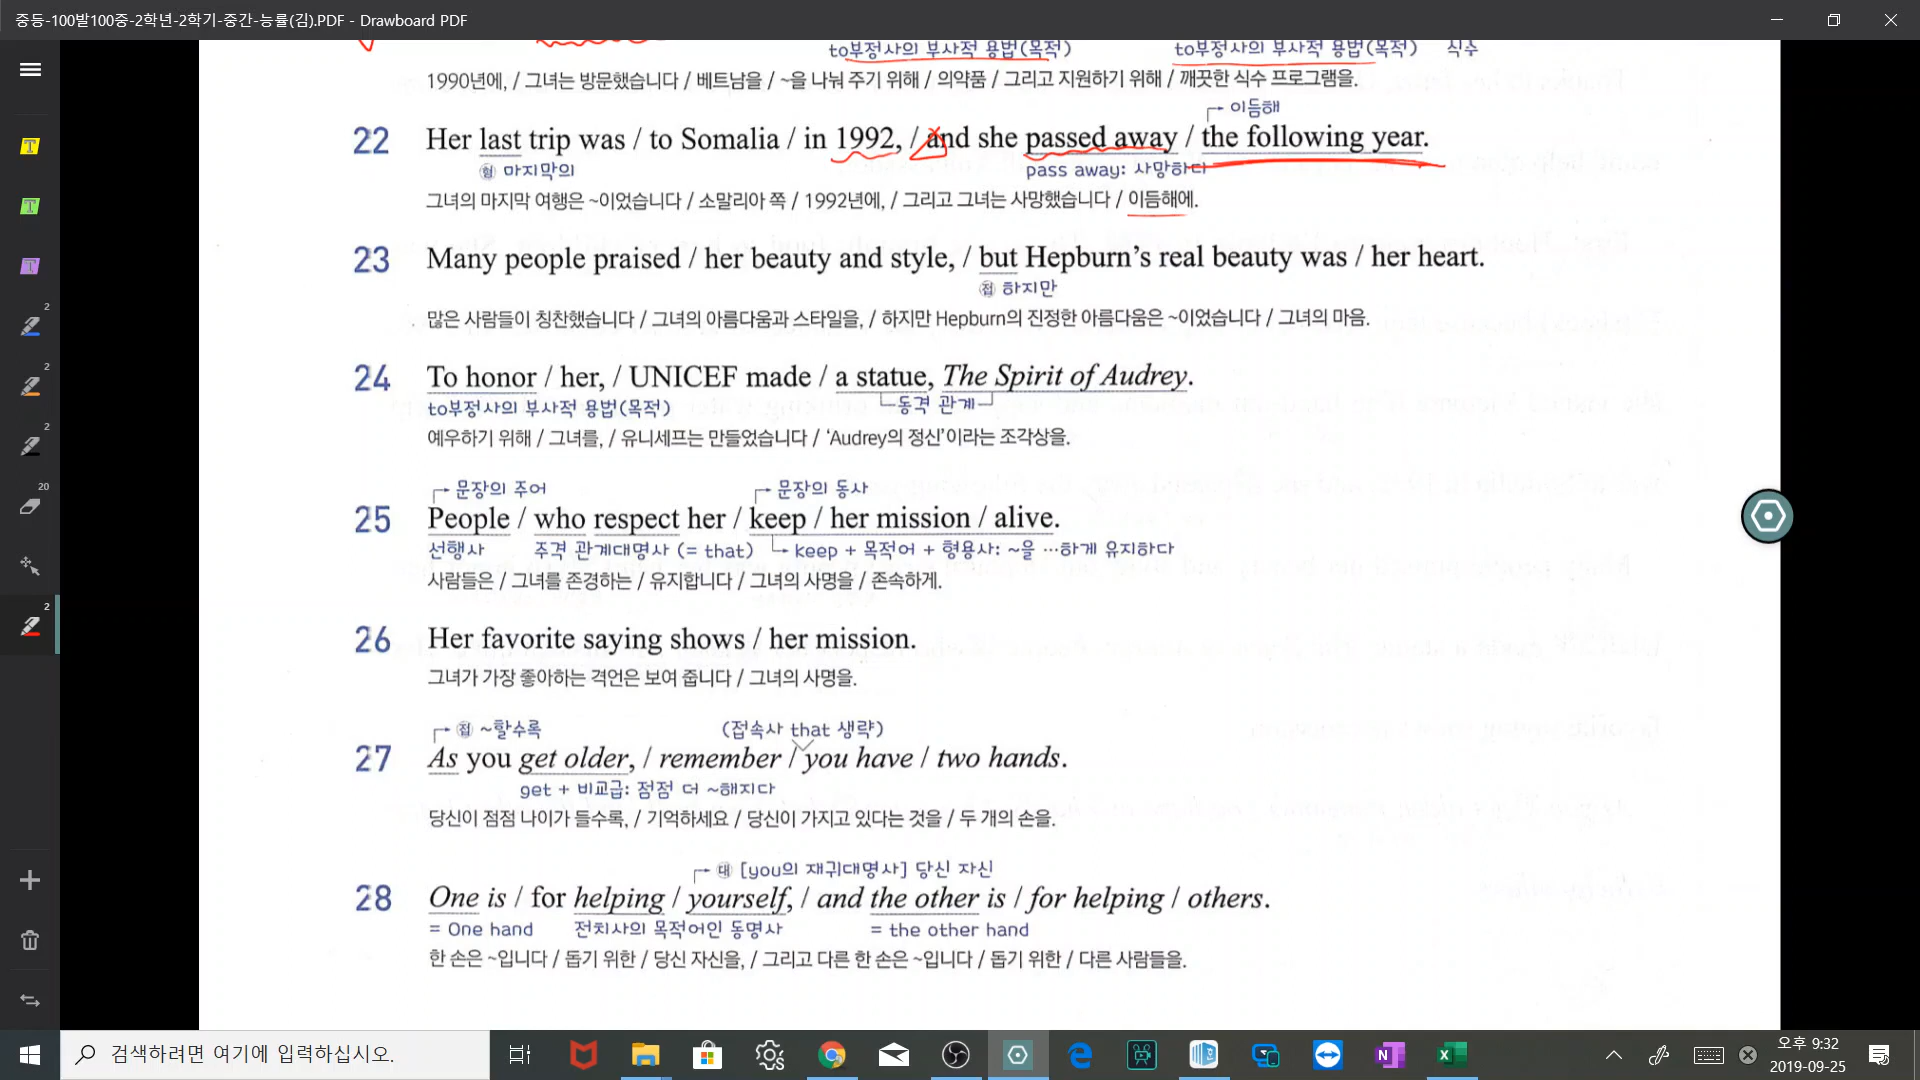 중등-100발100중-2학년-2학기-중간-능률(김).PDF - Drawboard PDF
to부정사의 부사적 용법(목적) to부정사의 부사적 용법(목적) 식수
1990년에, / 그녀는 방문했습니다 / 베트남을 / ~을 나눠 주기 위해 / 의약품 / 그리고 지원하기 위해 / 깨끗한 식수 프로그램을.
이듬해
22 Her last trip was / to Somalia / in 1992, / and she passed away / the following year.
형 마지막의 pass away: 사망하다
그녀의 마지막 여행은 ~이었습니다 / 소말리아 쪽 / 1992년에, / 그리고 그녀는 사망했습니다 / 이듬해에.
23 Many people praised / her beauty and style, / but Hepburn's real beauty was / her heart.
접 하지만
많은 사람들이 칭찬했습니다 / 그녀의 아름다움과 스타일을, / 하지만 Hepburn의 진정한 아름다움은 ~이었습니다 / 그녀의 마음.
24 To honor / her, / UNICEF made / a statue, The Spirit of Audrey.
to부정사의 부사적 용법(목적) 동격 관계
예우하기 위해 / 그녀를, / 유니세프는 만들었습니다 / 'Audrey의 정신'이라는 조각상을.
문장의 주어 문장의 동사
25 People / who respect her / keep / her mission / alive.
선행사 주격 관계대명사 (= that) keep + 목적어 + 형용사: ~을 …하게 유지하다
사람들은 / 그녀를 존경하는 / 유지합니다 / 그녀의 사명을 / 존속하게.
26 Her favorite saying shows / her mission.
그녀가 가장 좋아하는 격언은 보여 줍니다 / 그녀의 사명을.
접 ~할수록 (접속사 that 생략)
27 As you get older, / remember / you have / two hands.
get + 비교급: 점점 더 ~해지다
당신이 점점 나이가 들수록, / 기억하세요 / 당신이 가지고 있다는 것을 / 두 개의 손을.
대 [you의 재귀대명사] 당신 자신
28 One is / for helping / yourself, / and the other is / for helping / others.
= One hand 전치사의 목적어인 동명사 = the other hand
한 손은 ~입니다 / 돕기 위한 / 당신 자신을, / 그리고 다른 한 손은 ~입니다 / 돕기 위한 / 다른 사람들을.
T
T
T
2
2
2
20
2
검색하려면 여기에 입력하십시오.
오후 9:32
2019-09-25